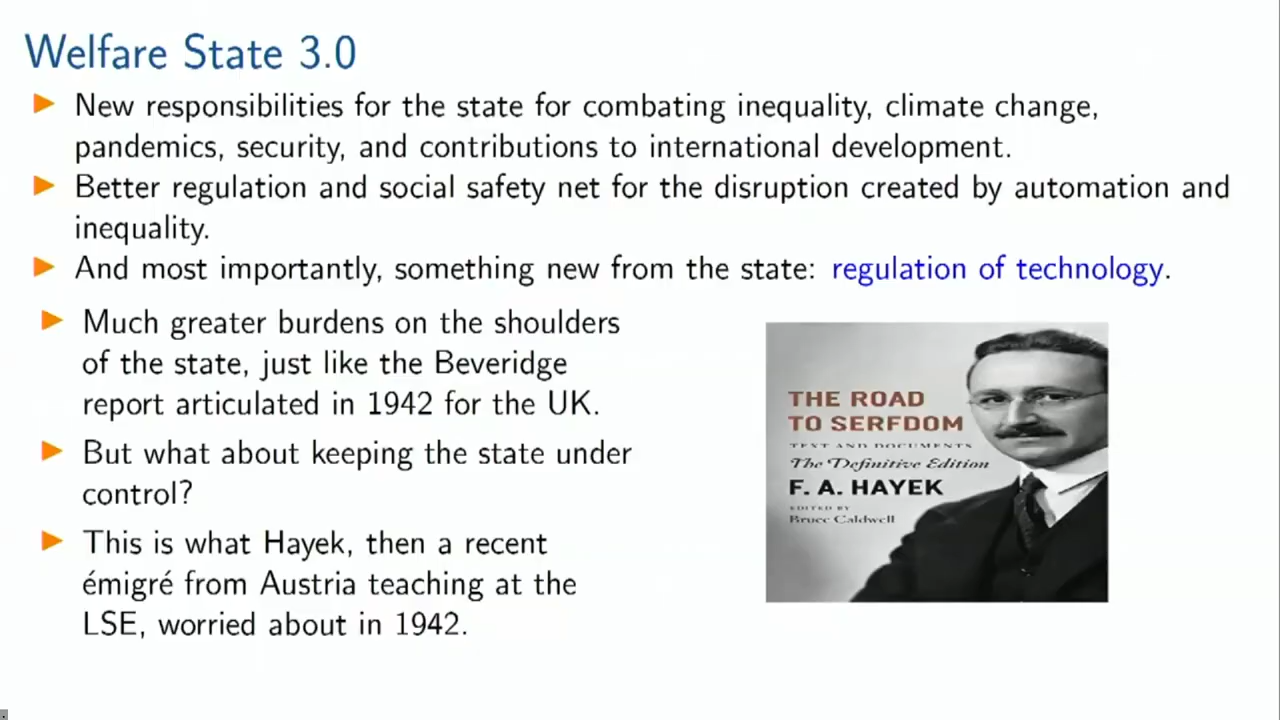 Welfare State 3.0
New responsibilities for the state for combating inequality, climate change,
pandemics, security, and contributions to international development.
Better regulation and social safety net for the disruption created by automation and
inequality.
And most importantly, something new from the state: regulation of technology.
Much greater burdens on the shoulders
of the state, just like the Beveridge
report articulated in 1942 for the UK.
But what about keeping the state under
control?
This is what Hayek, then a recent
émigré from Austria teaching at the
LSE, worried about in 1942.
THE ROAD
TO SERFDOM
TEXT AND DOCUMENTS
The Definitive Edition
F. A. HAYEK
EDITED BY
Bruce Caldwell